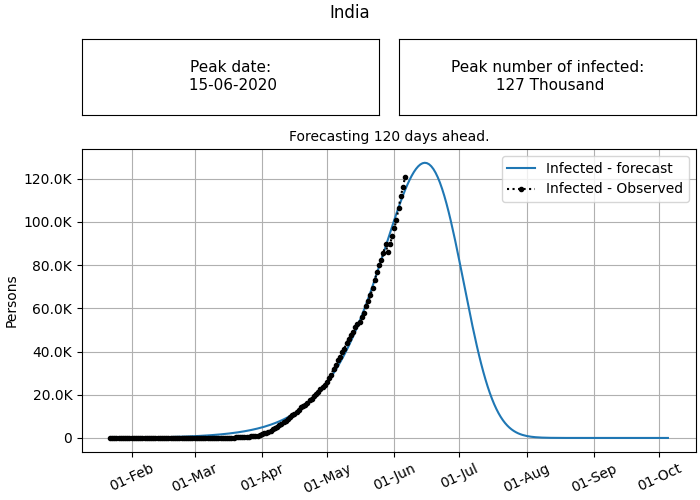 India
Peak date:
15-06-2020
Peak number of infected:
127 Thousand
Forecasting 120 days ahead.
Infected - forecast
Infected - Observed
120.0K
100.0K
80.0K
60.0K
40.0K
20.0K
0
Persons
01-Feb
01-Mar
01-Apr
01-May
01-Jun
01-Jul
01-Aug
01-Sep
01-Oct